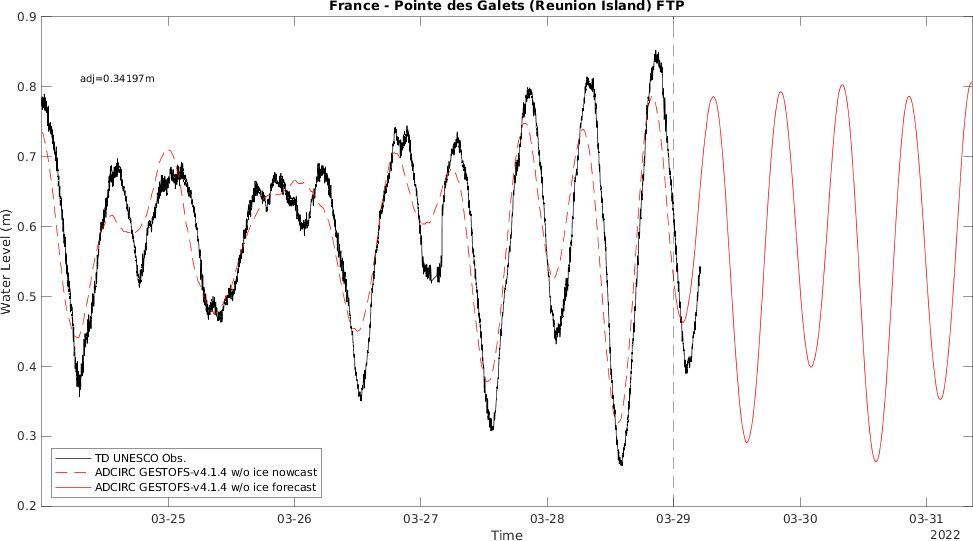 France - Pointe des Galets (Reunion Island) FTP
0.9
0.8
0.7
0.6
0.5
0.4
0.3
0.2
Water Level (m)
adj=0.34197m
TD UNESCO Obs.
ADCIRC GESTOFS-v4.1.4 w/o ice nowcast
ADCIRC GESTOFS-v4.1.4 w/o ice forecast
03-25
03-26
03-27
03-28
03-29
03-30
03-31
Time
2022